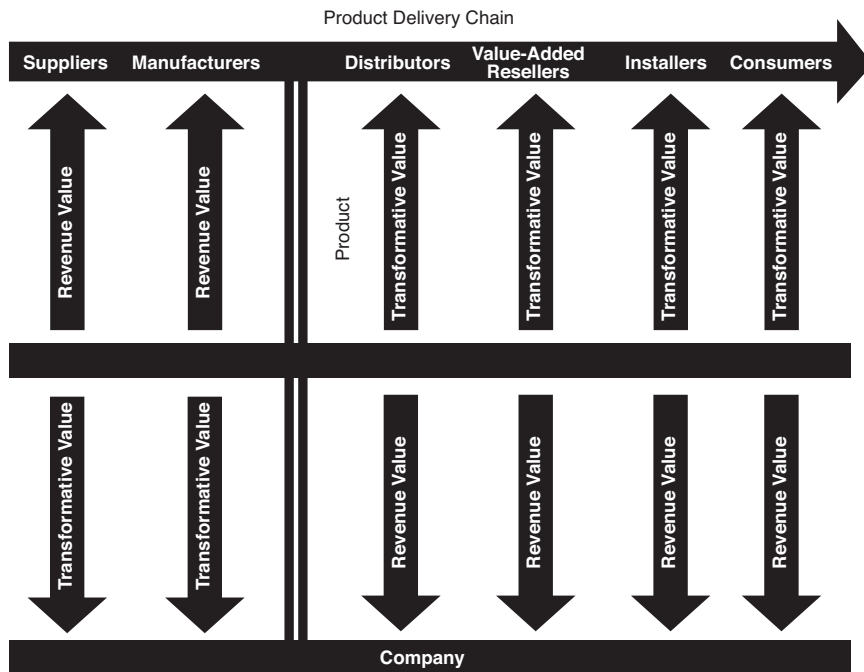 Product Delivery Chain
Suppliers
Manufacturers
Distributors
Value-Added
Resellers
Installers
Consumers
Revenue Value
Revenue Value
Product
Transformative Value
Transformative Value
Transformative Value
Transformative Value
Transformative Value
Transformative Value
Revenue Value
Revenue Value
Revenue Value
Revenue Value
Company